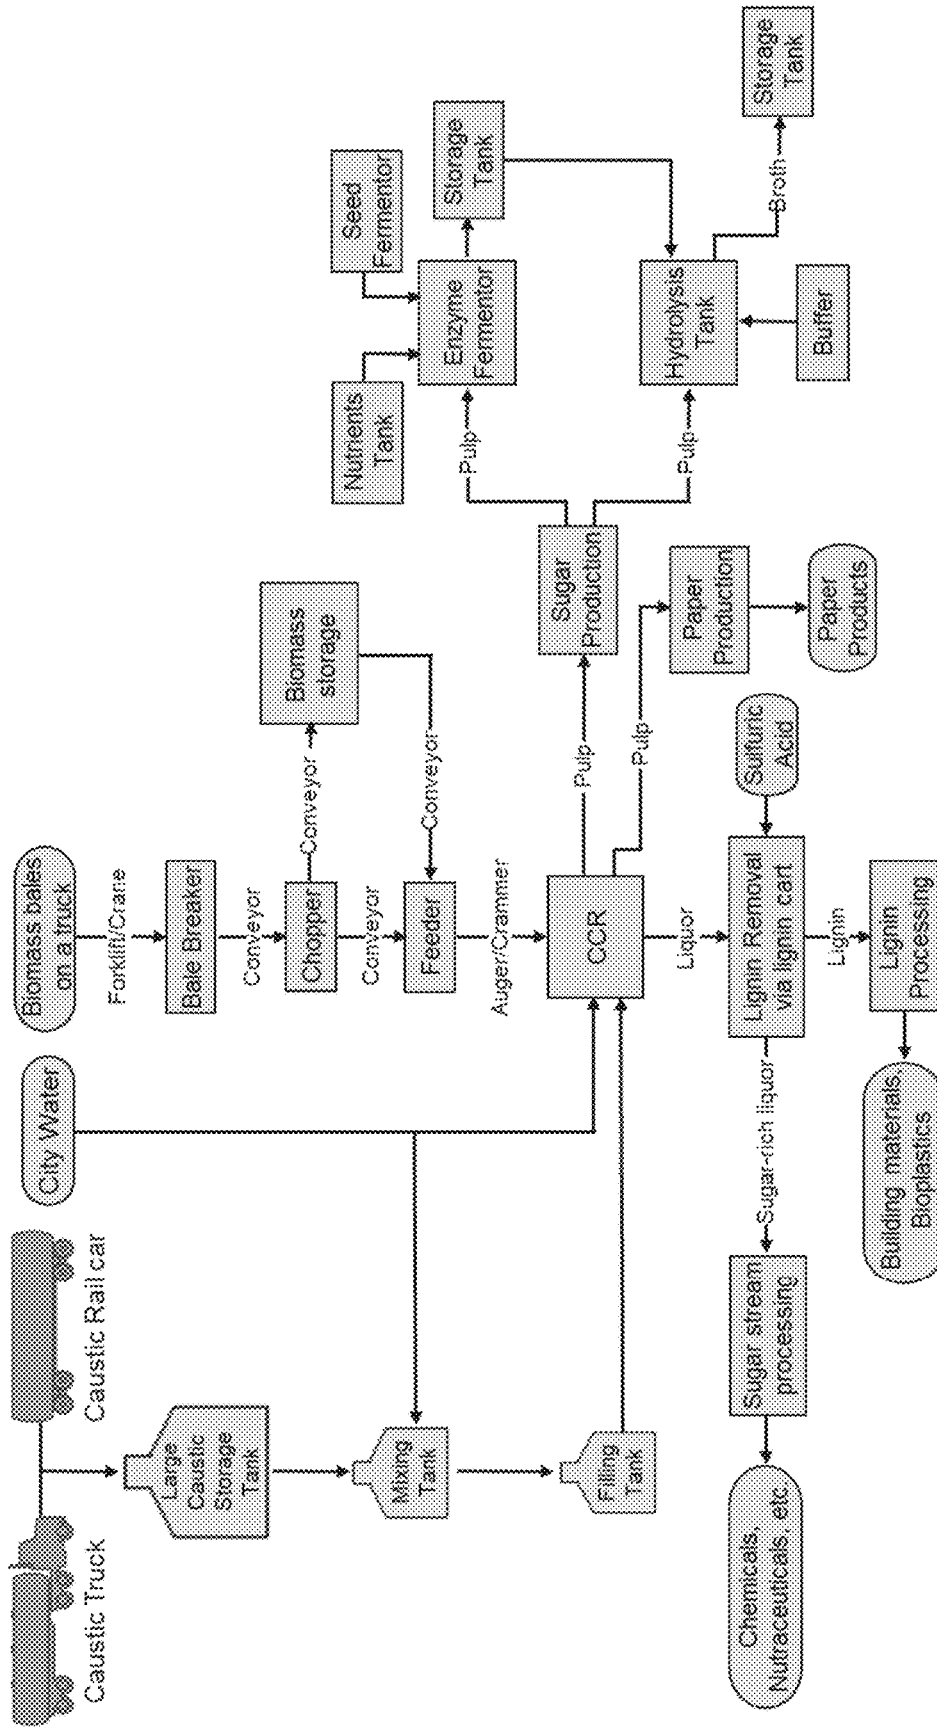 Caustic Truck
Caustic Rail car
City Water
Biomass bales
on a truck
Forklift/Crane
Large
Caustic
Storage
Tank
Bale Breaker
Conveyor
Chopper
Conveyor
Biomass
storage
Conveyor
Conveyor
Mixing
Tank
Feeder
Auger/Crammer
Nutrients
Tank
Seed
Fermentor
Enzyme
Fermentor
Storage
Tank
Pulp
Filling
Tank
CCR
Pulp
Sugar
Production
Pulp
Pulp
Hydrolysis
Tank
Paper
Production
Liquor
Sulfuric
Acid
Buffer
Broth
Storage
Tank
Paper
Products
Lignin Removal
via lignin cart
Sugar-rich liquor
Sugar stream
processing
Chemicals,
Nutraceuticals, etc.
Lignin
Lignin
Processing
Building materials,
Bioplastics